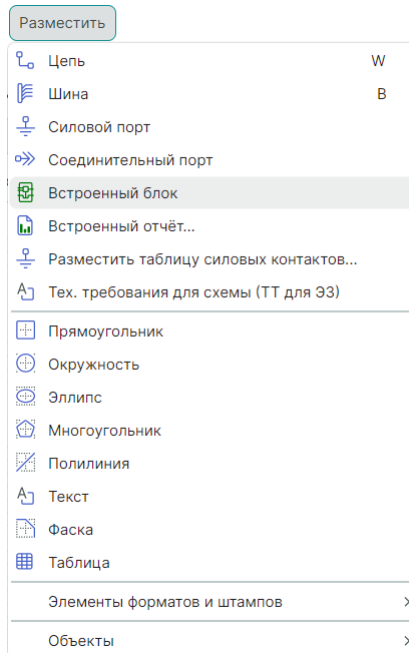 Разместить
Цепь W
Шина B
Силовой порт
Соединительный порт
Встроенный блок
Встроенный отчёт...
Разместить таблицу силовых контактов...
Тех. требования для схемы (ТТ для ЭЗ)
Прямоугольник
Окружность
Эллипс
Многоугольник
Полилиния
Текст
Фаска
Таблица
Элементы форматов и штампов
Объекты